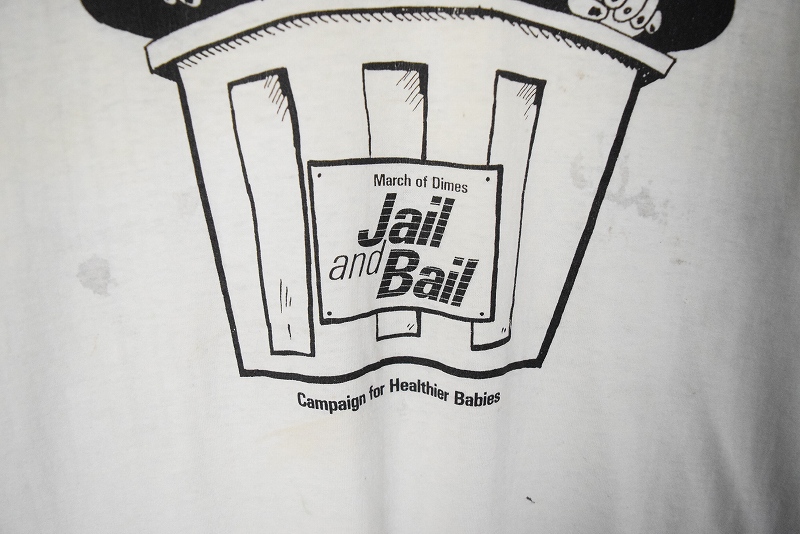 March of Dimes
Jail
and Bail
Campaign for Healthier Babies